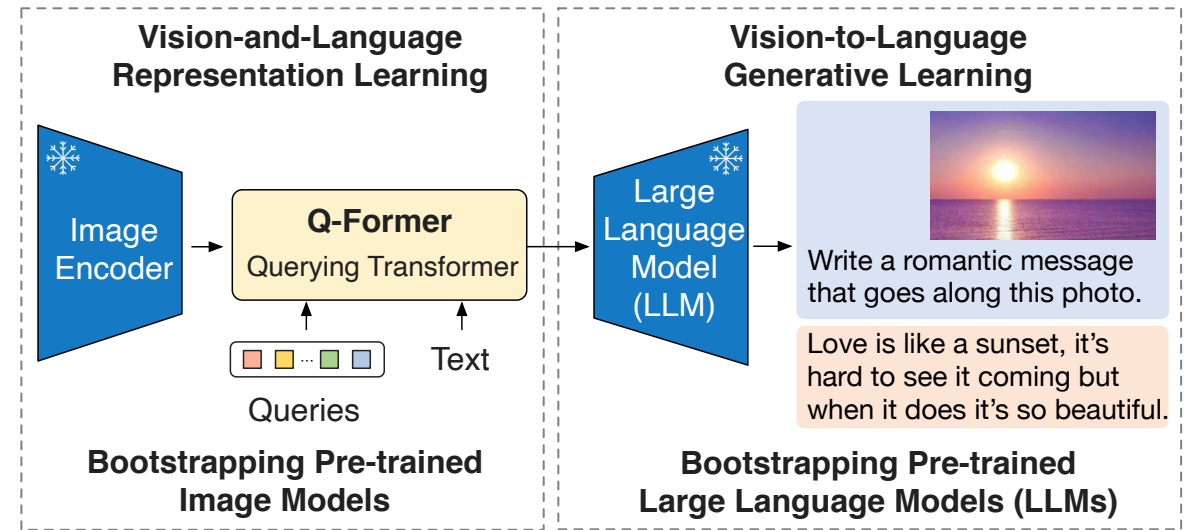 Vision-and-Language
Representation Learning
Image
Encoder
Q-Former
Querying Transformer
...
Queries
Text
Bootstrapping Pre-trained
Image Models
Vision-to-Language
Generative Learning
Large
Language
Model
(LLM)
Write a romantic message
that goes along this photo.
Love is like a sunset, it's
hard to see it coming but
when it does it's so beautiful.
Bootstrapping Pre-trained
Large Language Models (LLMs)